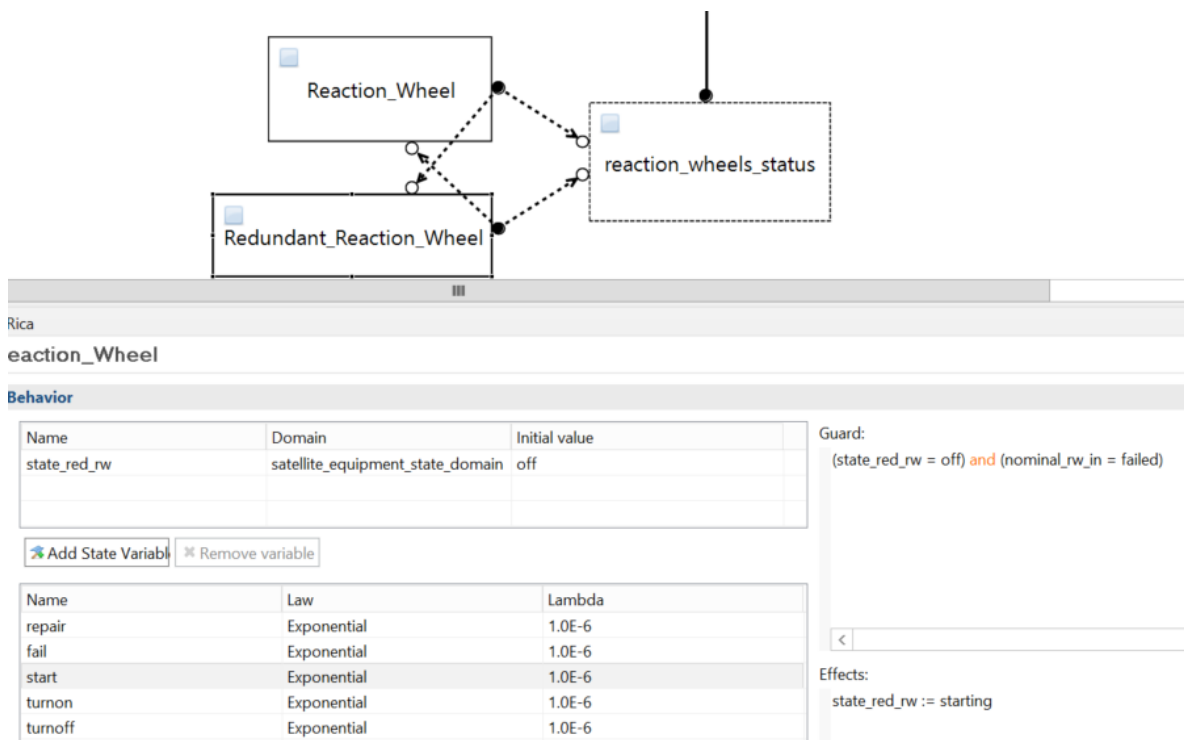 Reaction_Wheel
reaction_wheels_status
Redundant_Reaction_Wheel
Rica
eaction_Wheel
Behavior
Name Domain Initial value
state_red_rw satellite_equipment_state_domain off
Guard:
(state_red_rw = off) and (nominal_rw_in = failed)
Add State Variabl Remove variable
Name Law Lambda
repair Exponential 1.0E-6
fail Exponential 1.0E-6
start Exponential 1.0E-6
turnon Exponential 1.0E-6
turnoff Exponential 1.0E-6
Effects:
state_red_rw := starting